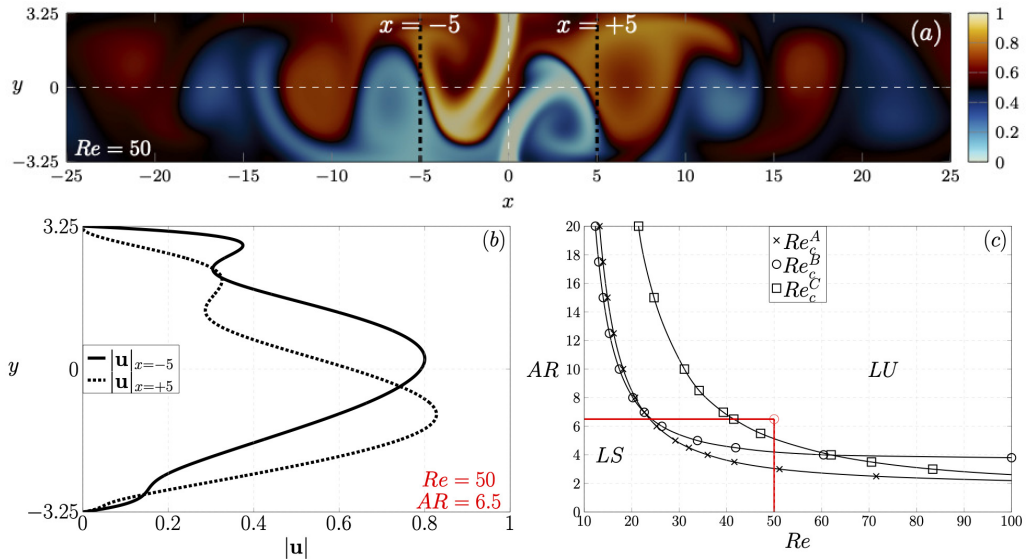 3.25
y
0
−3.25
x = −5
x = +5
(a)
Re = 50
−25 −20 −15 −10 −5 0 5 10 15 20 25
x
1
0.8
0.6
0.4
0.2
0
3.25
y
0
−3.25
(b)
|u|x=−5
|u|x=+5
Re = 50
AR = 6.5
0 0.2 0.4 0.6 0.8 1
|u|
20
18
16
14
12
10
AR
8
6
4
2
0
(c)
Re_c^A
Re_c^B
Re_c^C
LU
LS
10 20 30 40 50 60 70 80 90 100
Re